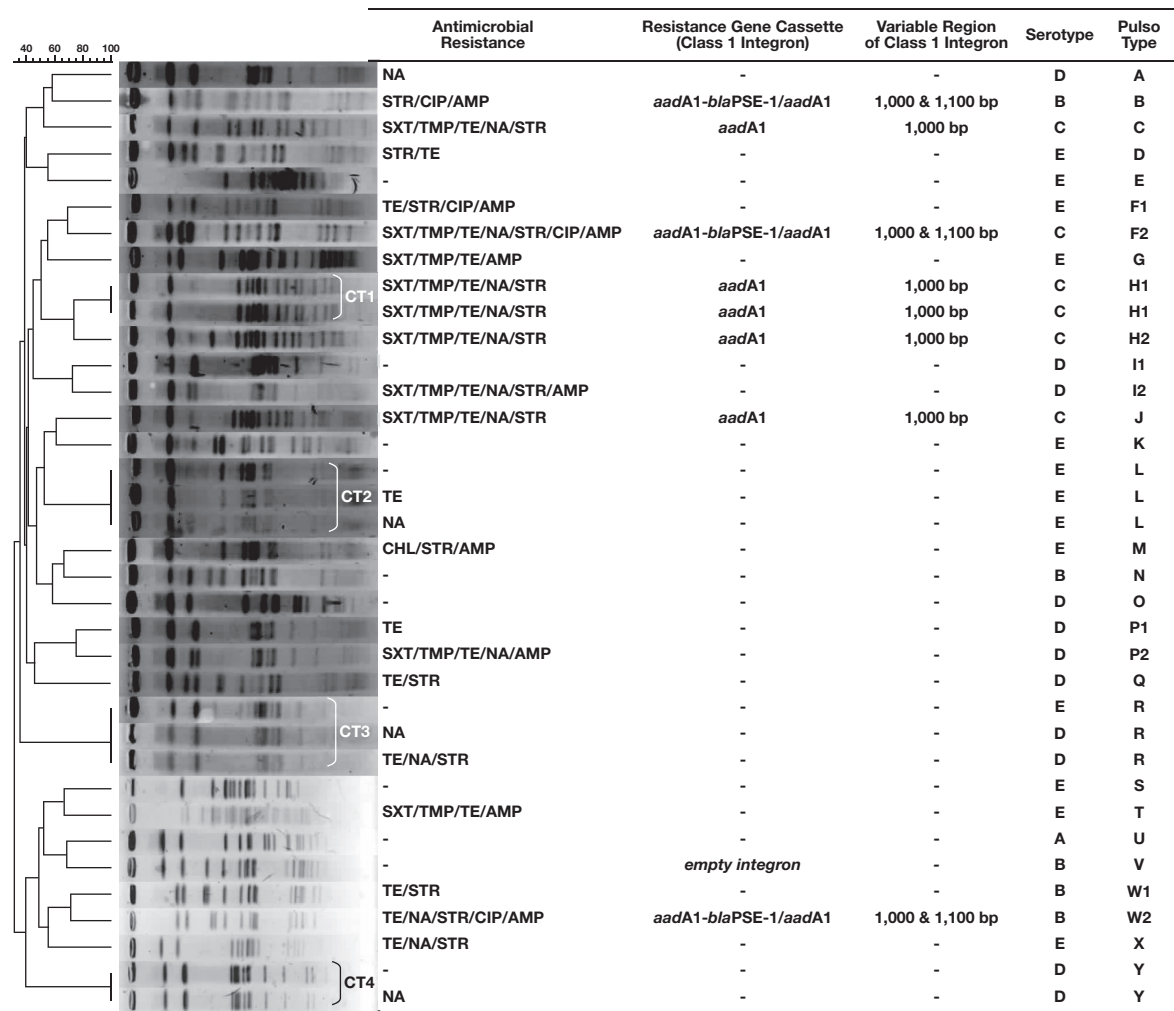 Antimicrobial Resistance Resistance Gene Cassette (Class 1 Integron) Variable Region of Class 1 Integron Serotype Pulso Type
40 60 80 100
NA - - D A
STR/CIP/AMP aadA1-blaPSE-1/aadA1 1,000 & 1,100 bp B B
SXT/TMP/TE/NA/STR aadA1 1,000 bp C C
STR/TE - - E D
- - - E E
TE/STR/CIP/AMP - - E F1
SXT/TMP/TE/NA/STR/CIP/AMP aadA1-blaPSE-1/aadA1 1,000 & 1,100 bp C F2
SXT/TMP/TE/AMP - - E G
CT1 SXT/TMP/TE/NA/STR aadA1 1,000 bp C H1
SXT/TMP/TE/NA/STR aadA1 1,000 bp C H1
SXT/TMP/TE/NA/STR aadA1 1,000 bp C H2
- - - D I1
SXT/TMP/TE/NA/STR/AMP - - D I2
SXT/TMP/TE/NA/STR aadA1 1,000 bp C J
- - - E K
- - - E L
CT2 TE - - E L
NA - - E L
CHL/STR/AMP - - E M
- - - B N
- - - D O
TE - - D P1
SXT/TMP/TE/NA/AMP - - D P2
TE/STR - - D Q
- - - E R
CT3 NA - - D R
TE/NA/STR - - D R
- - - E S
SXT/TMP/TE/AMP - - E T
- - - A U
- empty integron - B V
TE/STR - - B W1
TE/NA/STR/CIP/AMP aadA1-blaPSE-1/aadA1 1,000 & 1,100 bp B W2
TE/NA/STR - - E X
CT4 - - - D Y
NA - - D Y